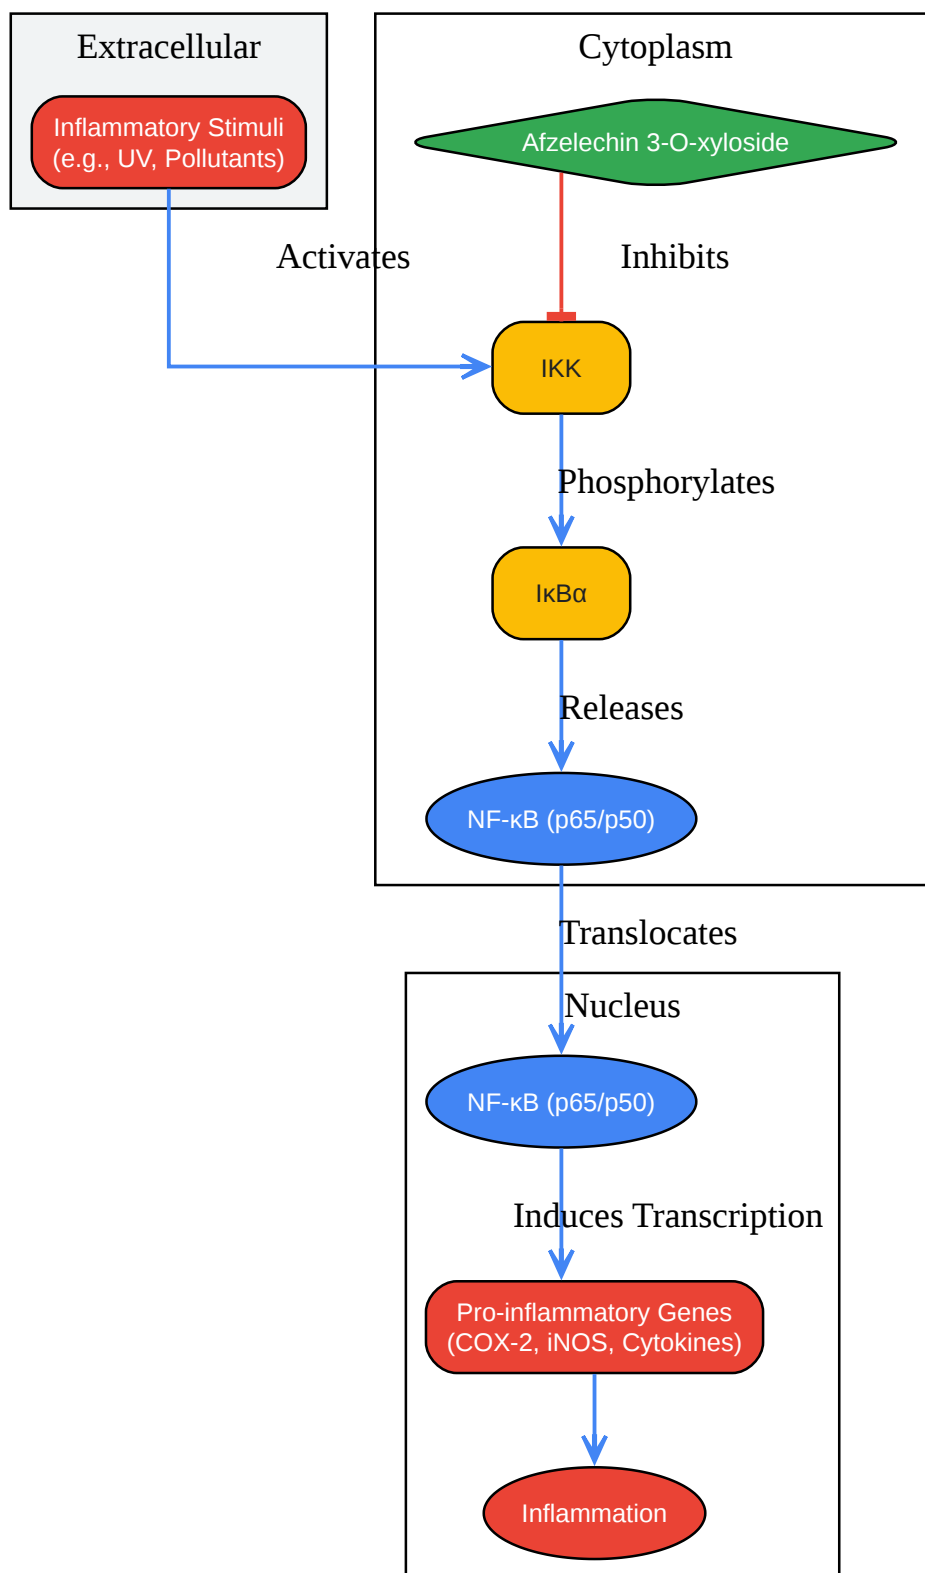 Extracellular
Inflammatory Stimuli
(e.g., UV, Pollutants)
Cytoplasm
Afzelechin 3-O-xyloside
Activates
Inhibits
IKK
Phosphorylates
IκBα
Releases
NF-κB (p65/p50)
Translocates
Nucleus
NF-κB (p65/p50)
Induces Transcription
Pro-inflammatory Genes
(COX-2, iNOS, Cytokines)
Inflammation